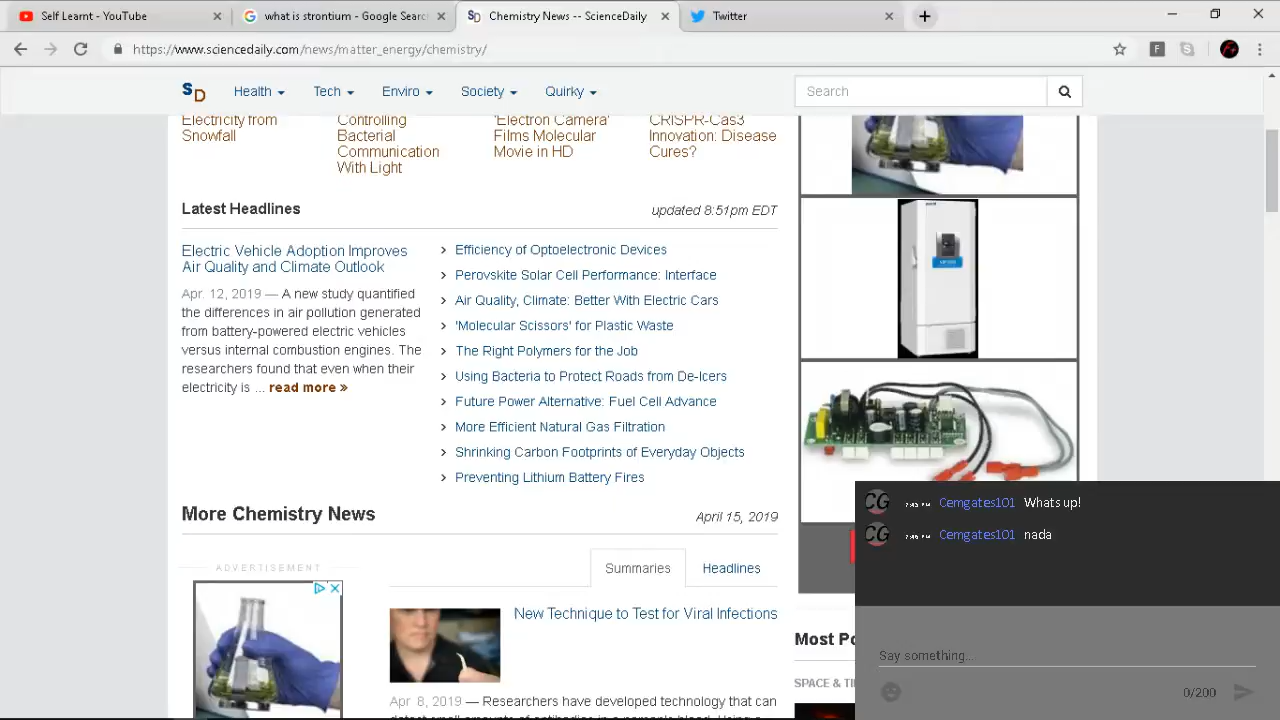 Self Learnt - YouTube
what is strontium - Google Searc
Chemistry News -- ScienceDaily
Twitter
https://www.sciencedaily.com/news/matter_energy/chemistry/
F
S
SD
Health
Tech
Enviro
Society
Quirky
Search
Electricity from
Snowfall
Controlling
Bacterial
Communication
With Light
'Electron Camera'
Films Molecular
Movie in HD
CRISPR-Cas3
Innovation: Disease
Cures?
Latest Headlines
updated 8:51pm EDT
Electric Vehicle Adoption Improves
Air Quality and Climate Outlook
Apr. 12, 2019 — A new study quantified
the differences in air pollution generated
from battery-powered electric vehicles
versus internal combustion engines. The
researchers found that even when their
electricity is ... read more »
› Efficiency of Optoelectronic Devices
› Perovskite Solar Cell Performance: Interface
› Air Quality, Climate: Better With Electric Cars
› 'Molecular Scissors' for Plastic Waste
› The Right Polymers for the Job
› Using Bacteria to Protect Roads from De-Icers
› Future Power Alternative: Fuel Cell Advance
› More Efficient Natural Gas Filtration
› Shrinking Carbon Footprints of Everyday Objects
› Preventing Lithium Battery Fires
More Chemistry News
April 15, 2019
ADVERTISEMENT
Summaries
Headlines
New Technique to Test for Viral Infections
Apr 8, 2019 — Researchers have developed technology that can
Most Po
SPACE & TI
CG Cemgates101 Whats up!
CG Cemgates101 nada
Say something...
0/200